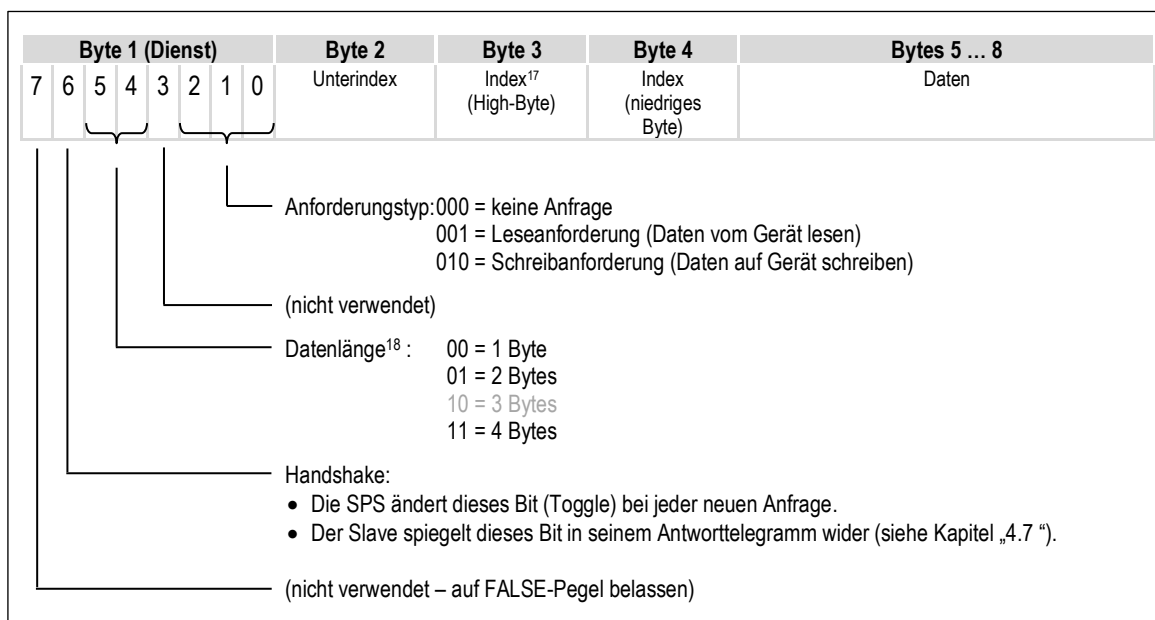 Byte 1 (Dienst) Byte 2 Byte 3 Byte 4 Bytes 5 … 8
7 6 5 4 3 2 1 0 Unterindex Index17 Index Daten
(High-Byte) (niedriges
Byte)
Anforderungstyp:000 = keine Anfrage
001 = Leseanforderung (Daten vom Gerät lesen)
010 = Schreibanforderung (Daten auf Gerät schreiben)
(nicht verwendet)
Datenlänge18 : 00 = 1 Byte
01 = 2 Bytes
10 = 3 Bytes
11 = 4 Bytes
Handshake:
● Die SPS ändert dieses Bit (Toggle) bei jeder neuen Anfrage.
● Der Slave spiegelt dieses Bit in seinem Antworttelegramm wider (siehe Kapitel „4.7 “).
(nicht verwendet – auf FALSE-Pegel belassen)